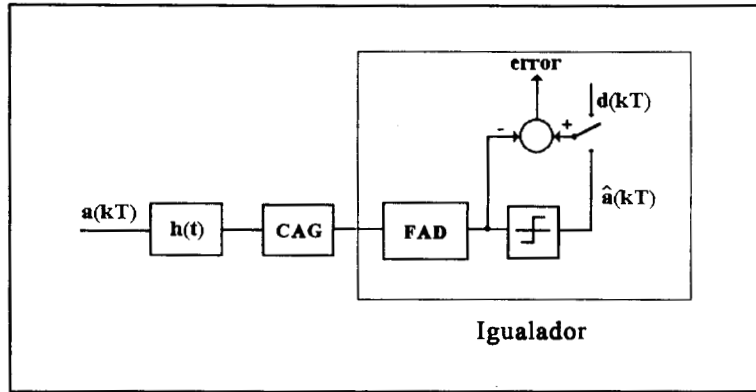 error
d(kT)
- +
â(kT)
a(kT)
h(t)
CAG
FAD
Igualador